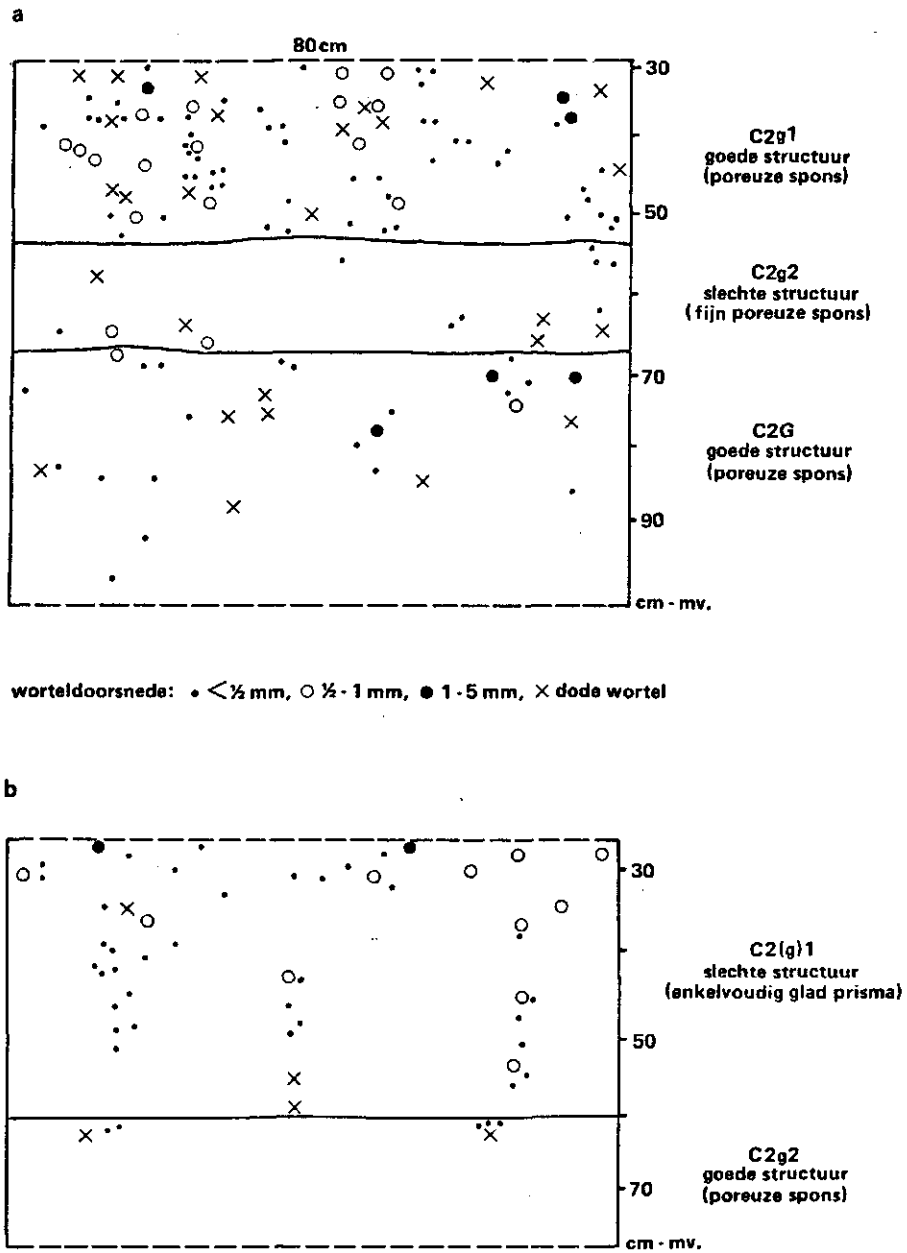 a
80cm
30
C2g1
goede structuur
(poreuze spons)
50
C2g2
slechte structuur
(fijn poreuze spons)
70
C2G
goede structuur
(poreuze spons)
90
cm - mv.
worteldoorsnede: • < ½ mm, ○ ½ - 1 mm, ● 1 - 5 mm, × dode wortel
b
30
C2(g)1
slechte structuur
(enkelvoudig glad prisma)
50
C2g2
goede structuur
(poreuze spons)
70
cm - mv.